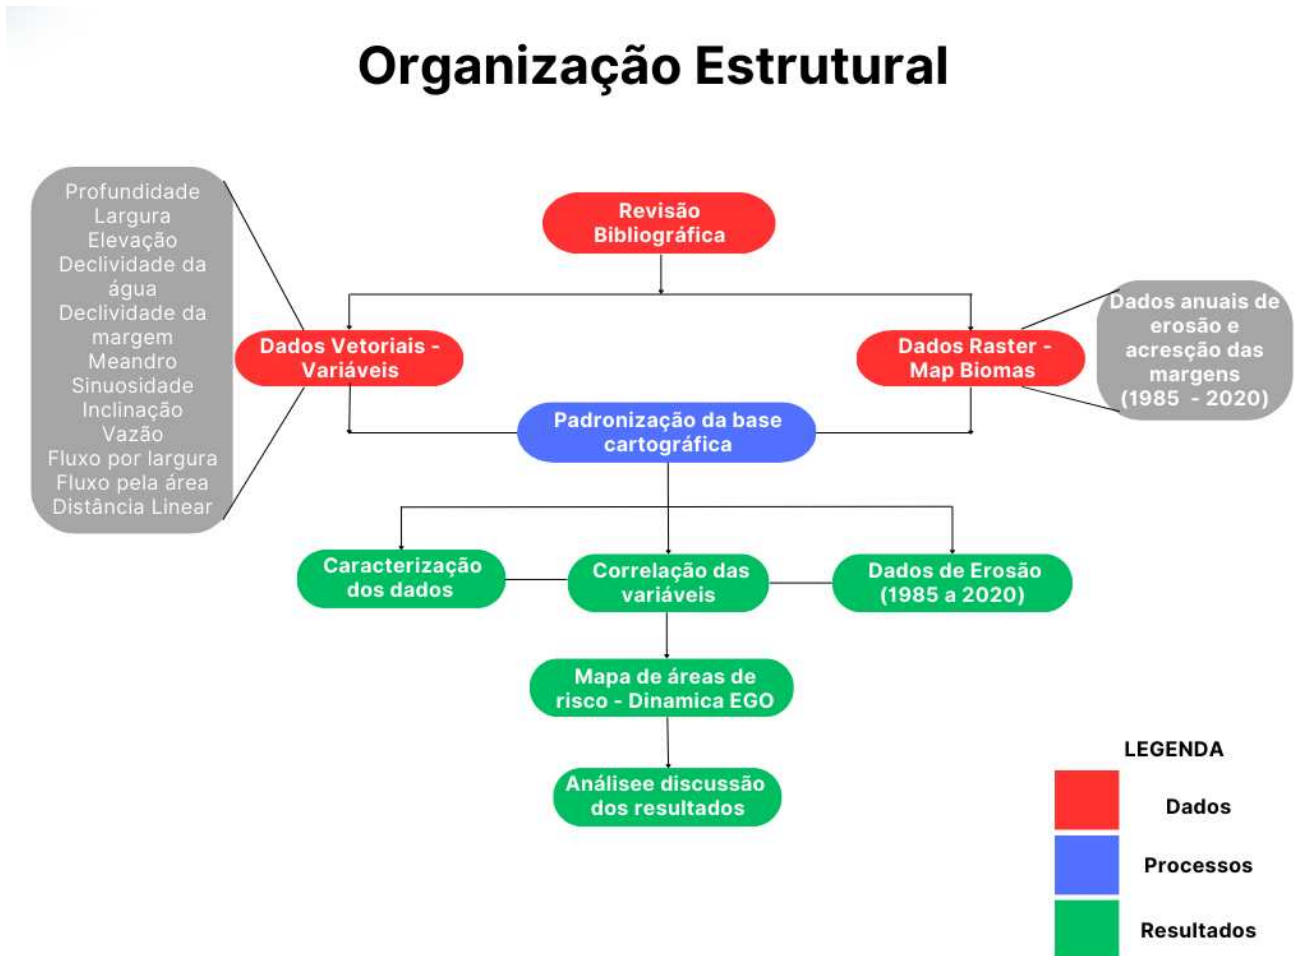 Organização Estrutural
Profundidade
Largura
Elevação
Declividade da
água
Declividade da
margem
Meandro
Sinuosidade
Inclinação
Vazão
Fluxo por largura
Fluxo pela área
Distância Linear
Revisão
Bibliográfica
Dados Vetoriais -
Variáveis
Dados Raster -
Map Biomas
Dados anuais de
erosão e
acresção das
margens
(1985 - 2020)
Padronização da base
cartográfica
Caracterização
dos dados
Correlação das
variáveis
Dados de Erosão
(1985 a 2020)
Mapa de áreas de
risco - Dinamica EGO
Análisee discussão
dos resultados
LEGENDA
Dados
Processos
Resultados